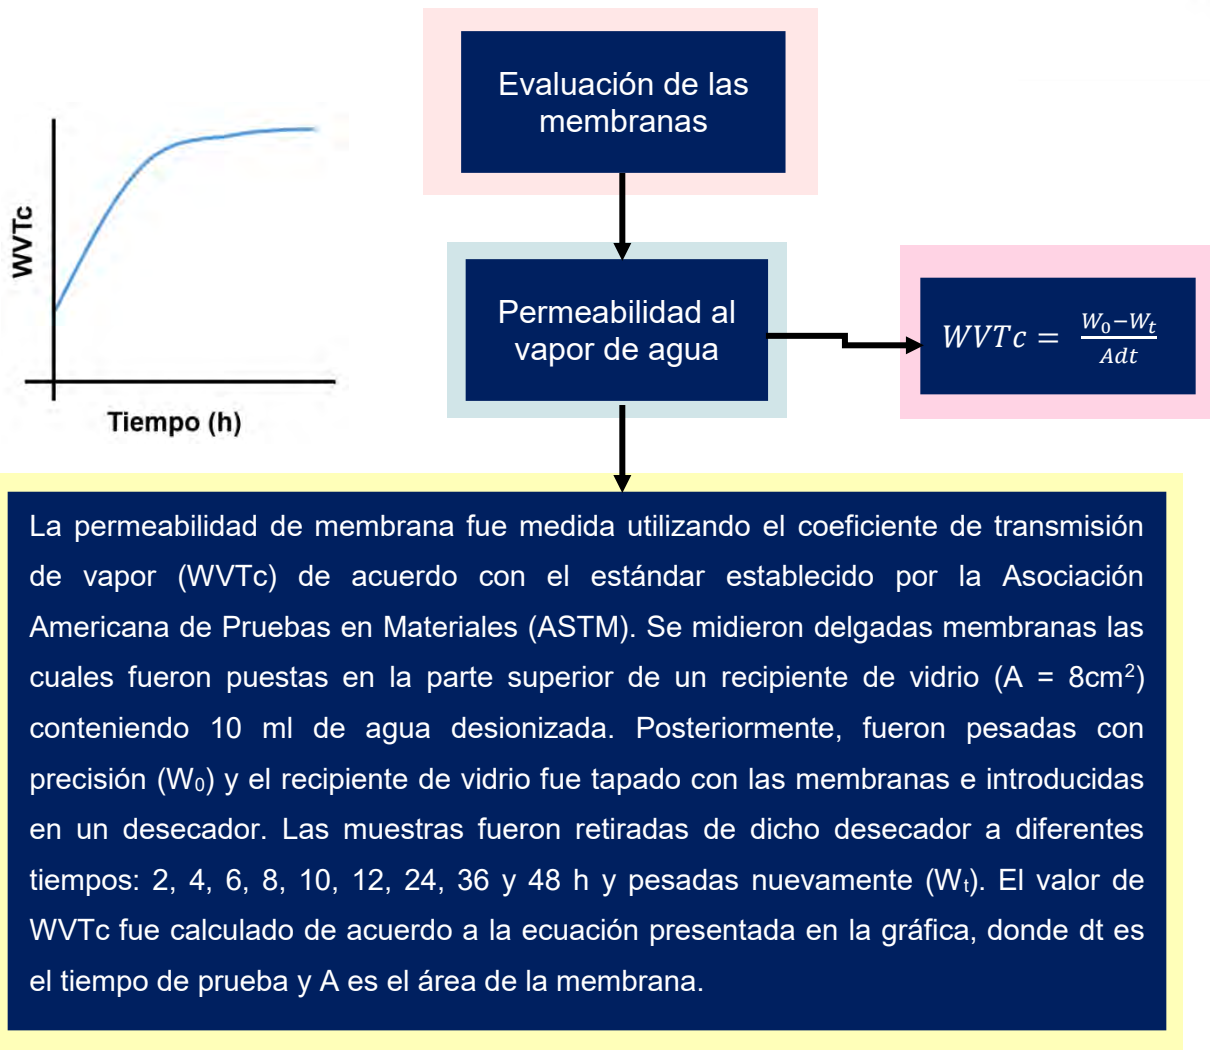 Evaluación de las
membranas
WVTc
Tiempo (h)
Permeabilidad al
vapor de agua
WVTc = \frac{W_0-W_t}{Adt}
La permeabilidad de membrana fue medida utilizando el coeficiente de transmisión
de vapor (WVTc) de acuerdo con el estándar establecido por la Asociación
Americana de Pruebas en Materiales (ASTM). Se midieron delgadas membranas las
cuales fueron puestas en la parte superior de un recipiente de vidrio (A = 8cm²)
conteniendo 10 ml de agua desionizada. Posteriormente, fueron pesadas con
precisión (W₀) y el recipiente de vidrio fue tapado con las membranas e introducidas
en un desecador. Las muestras fueron retiradas de dicho desecador a diferentes
tiempos: 2, 4, 6, 8, 10, 12, 24, 36 y 48 h y pesadas nuevamente (Wₜ). El valor de
WVTc fue calculado de acuerdo a la ecuación presentada en la gráfica, donde dt es
el tiempo de prueba y A es el área de la membrana.